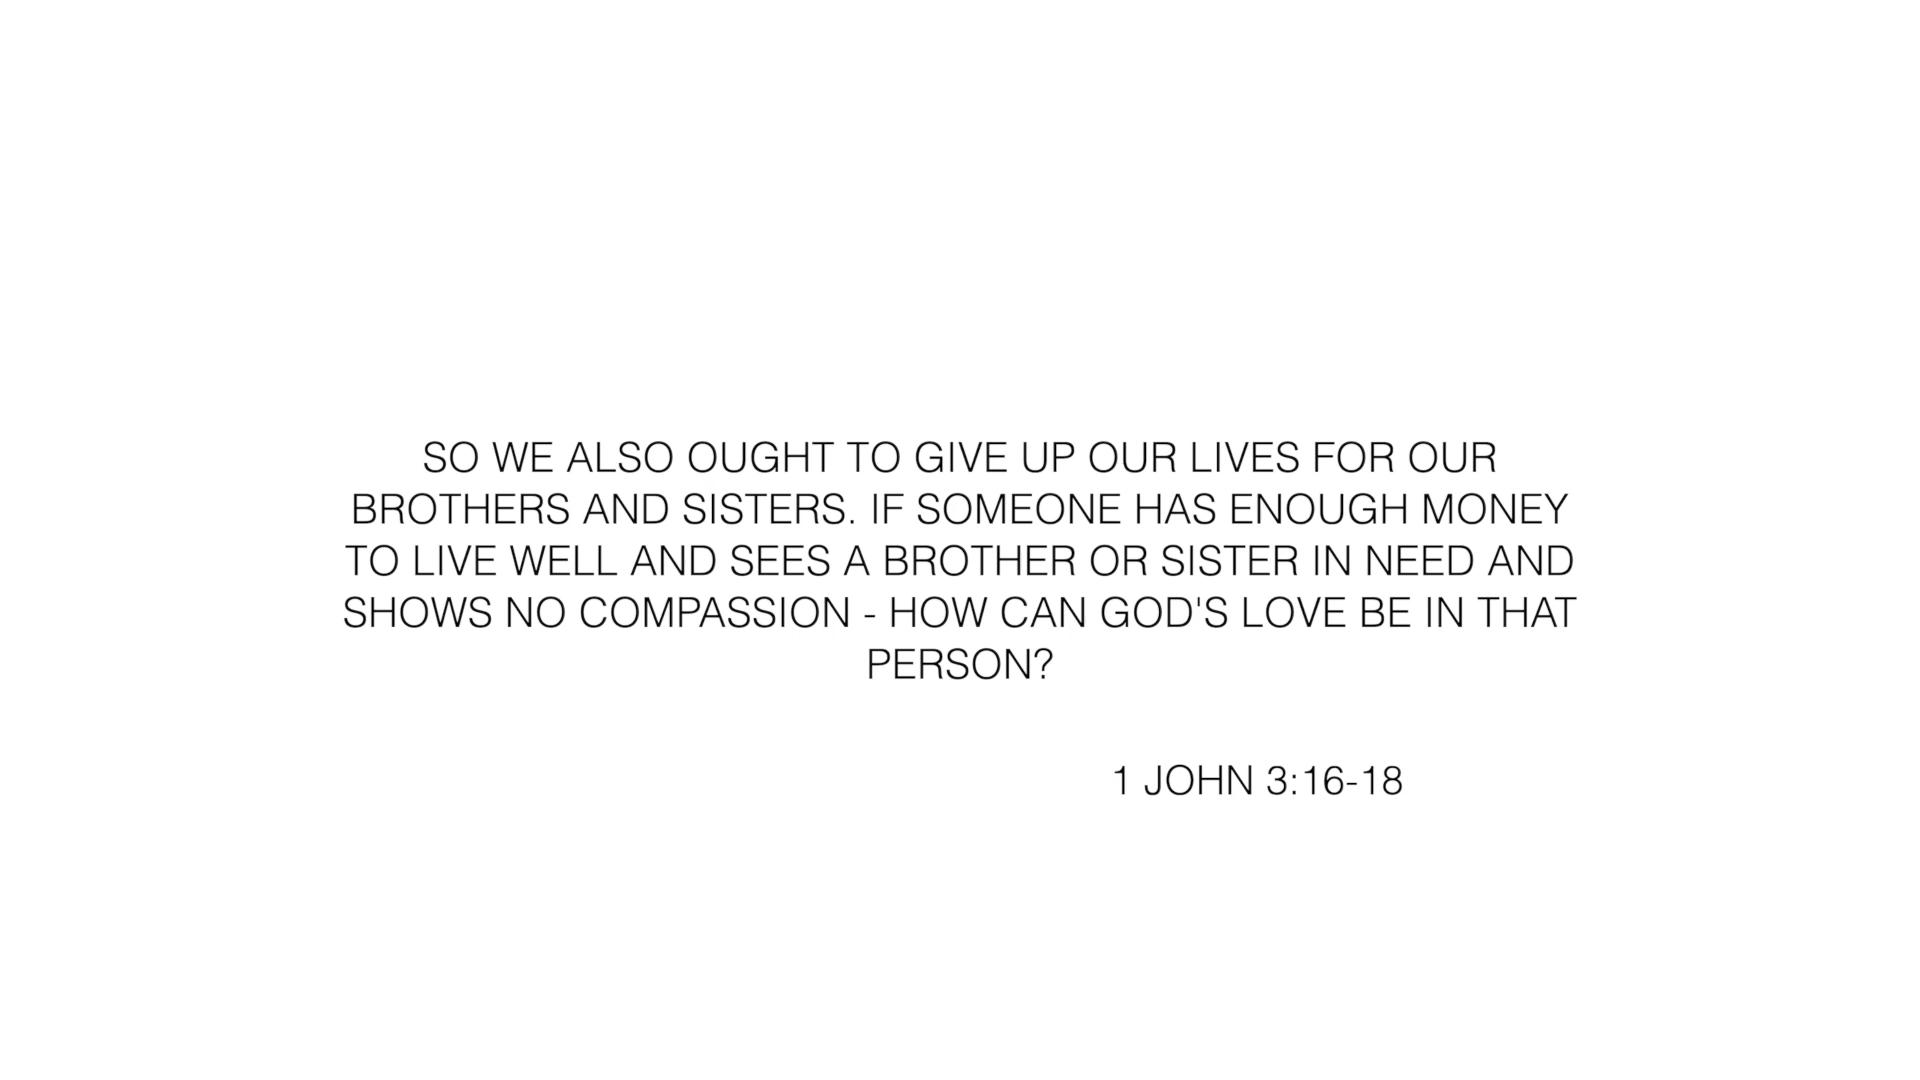 SO WE ALSO OUGHT TO GIVE UP OUR LIVES FOR OUR
BROTHERS AND SISTERS. IF SOMEONE HAS ENOUGH MONEY
TO LIVE WELL AND SEES A BROTHER OR SISTER IN NEED AND
SHOWS NO COMPASSION - HOW CAN GOD'S LOVE BE IN THAT
PERSON?
1 JOHN 3:16-18